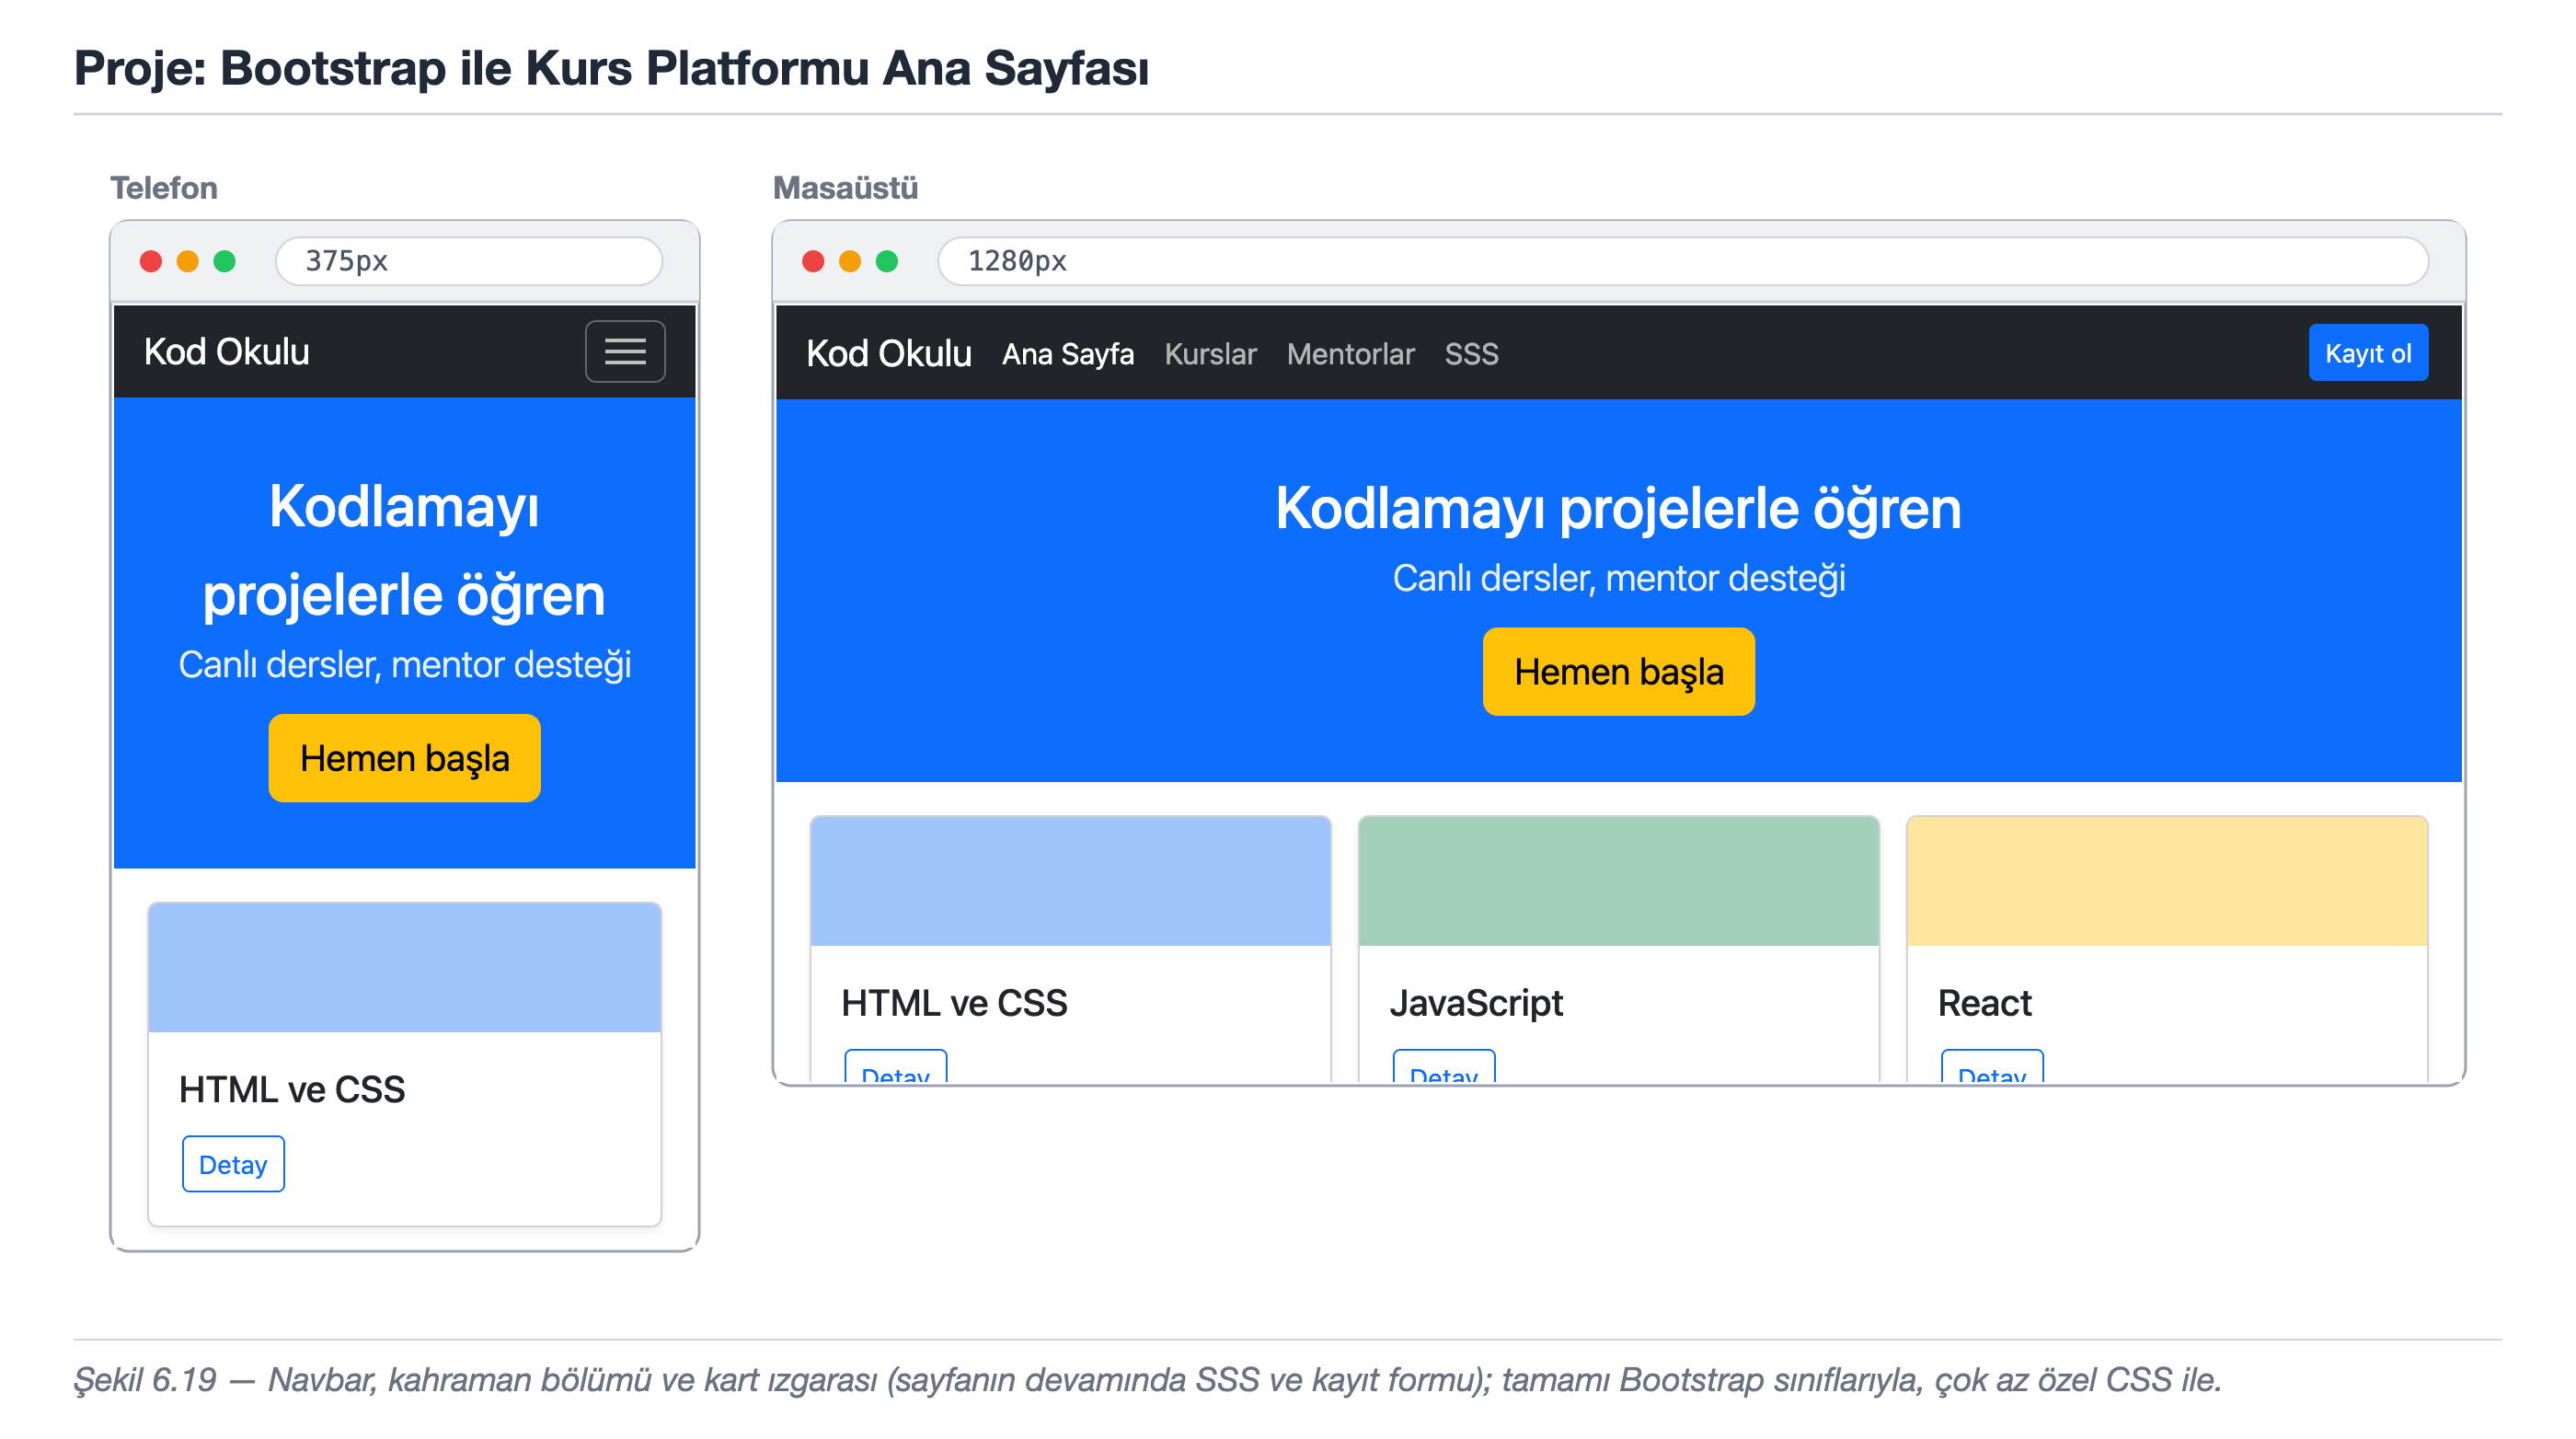 Proje: Bootstrap ile Kurs Platformu Ana Sayfası
Telefon
375px
Kod Okulu
Kodlamayı
projelerle öğren
Canlı dersler, mentor desteği
Hemen başla
HTML ve CSS
Detay
Masaüstü
1280px
Kod Okulu Ana Sayfa Kurslar Mentorlar SSS Kayıt ol
Kodlamayı projelerle öğren
Canlı dersler, mentor desteği
Hemen başla
HTML ve CSS JavaScript React
Detay Detay Detay
Şekil 6.19 — Navbar, kahraman bölümü ve kart ızgarası (sayfanın devamında SSS ve kayıt formu); tamamı Bootstrap sınıflarıyla, çok az özel CSS ile.